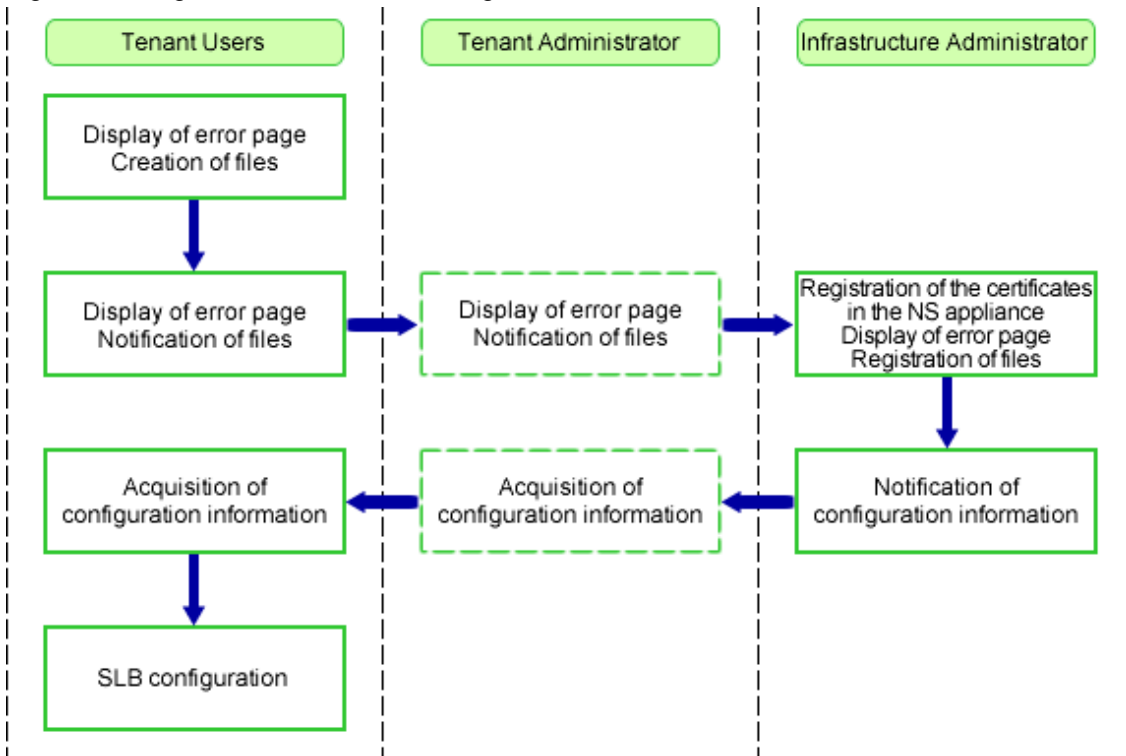 Tenant Users
Tenant Administrator
Infrastructure Administrator
Display of error page
Creation of files
Display of error page
Notification of files
Display of error page
Notification of files
Registration of the certificates
in the NS appliance
Display of error page
Registration of files
Acquisition of
configuration information
Acquisition of
configuration information
Notification of
configuration information
SLB configuration